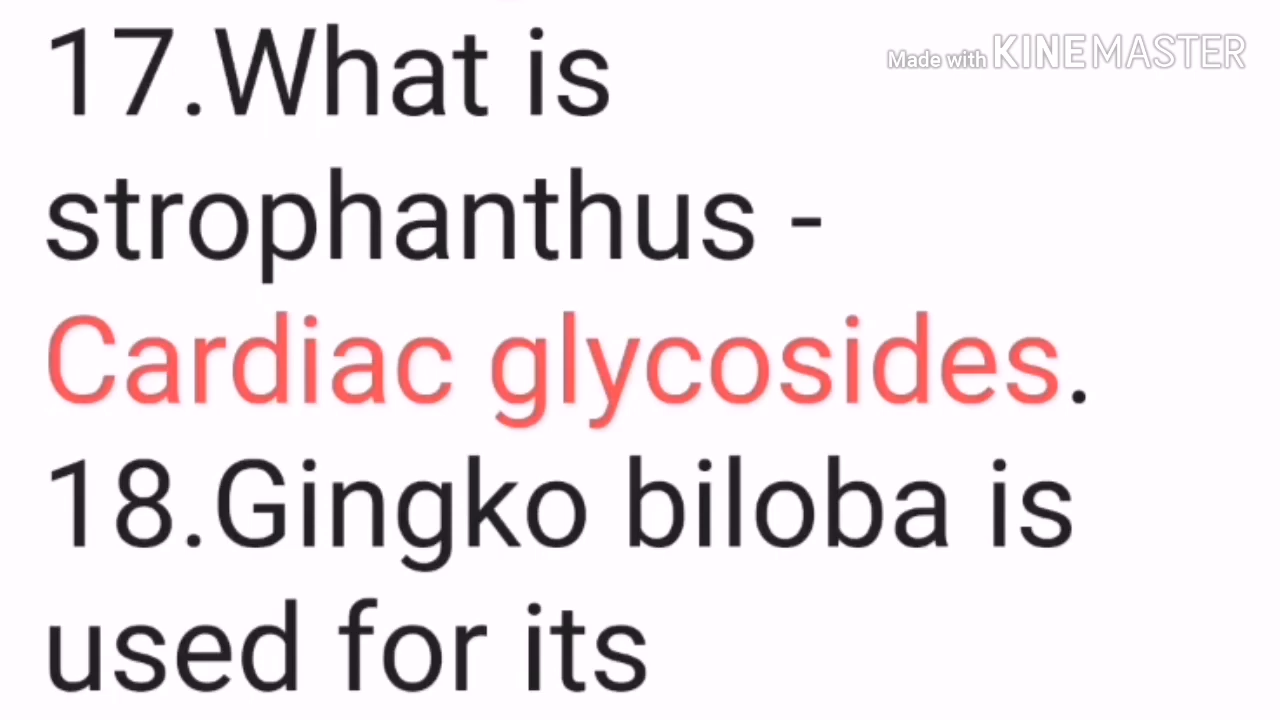 17.What is
Made with KINEMASTER
strophanthus -
Cardiac glycosides.
18.Gingko biloba is
used for its